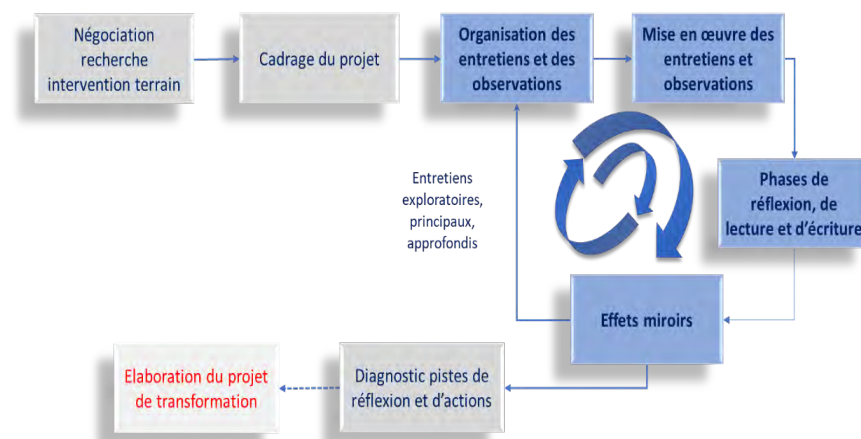 Négociation
recherche
intervention terrain
Cadrage du projet
Organisation des
entretiens et des
observations
Mise en œuvre des
entretiens et
observations
Entretiens
exploratoires,
principaux,
approfondis
Phases de
réflexion, de
lecture et d'écriture
Effets miroirs
Elaboration du projet
de transformation
Diagnostic pistes de
réflexion et d'actions